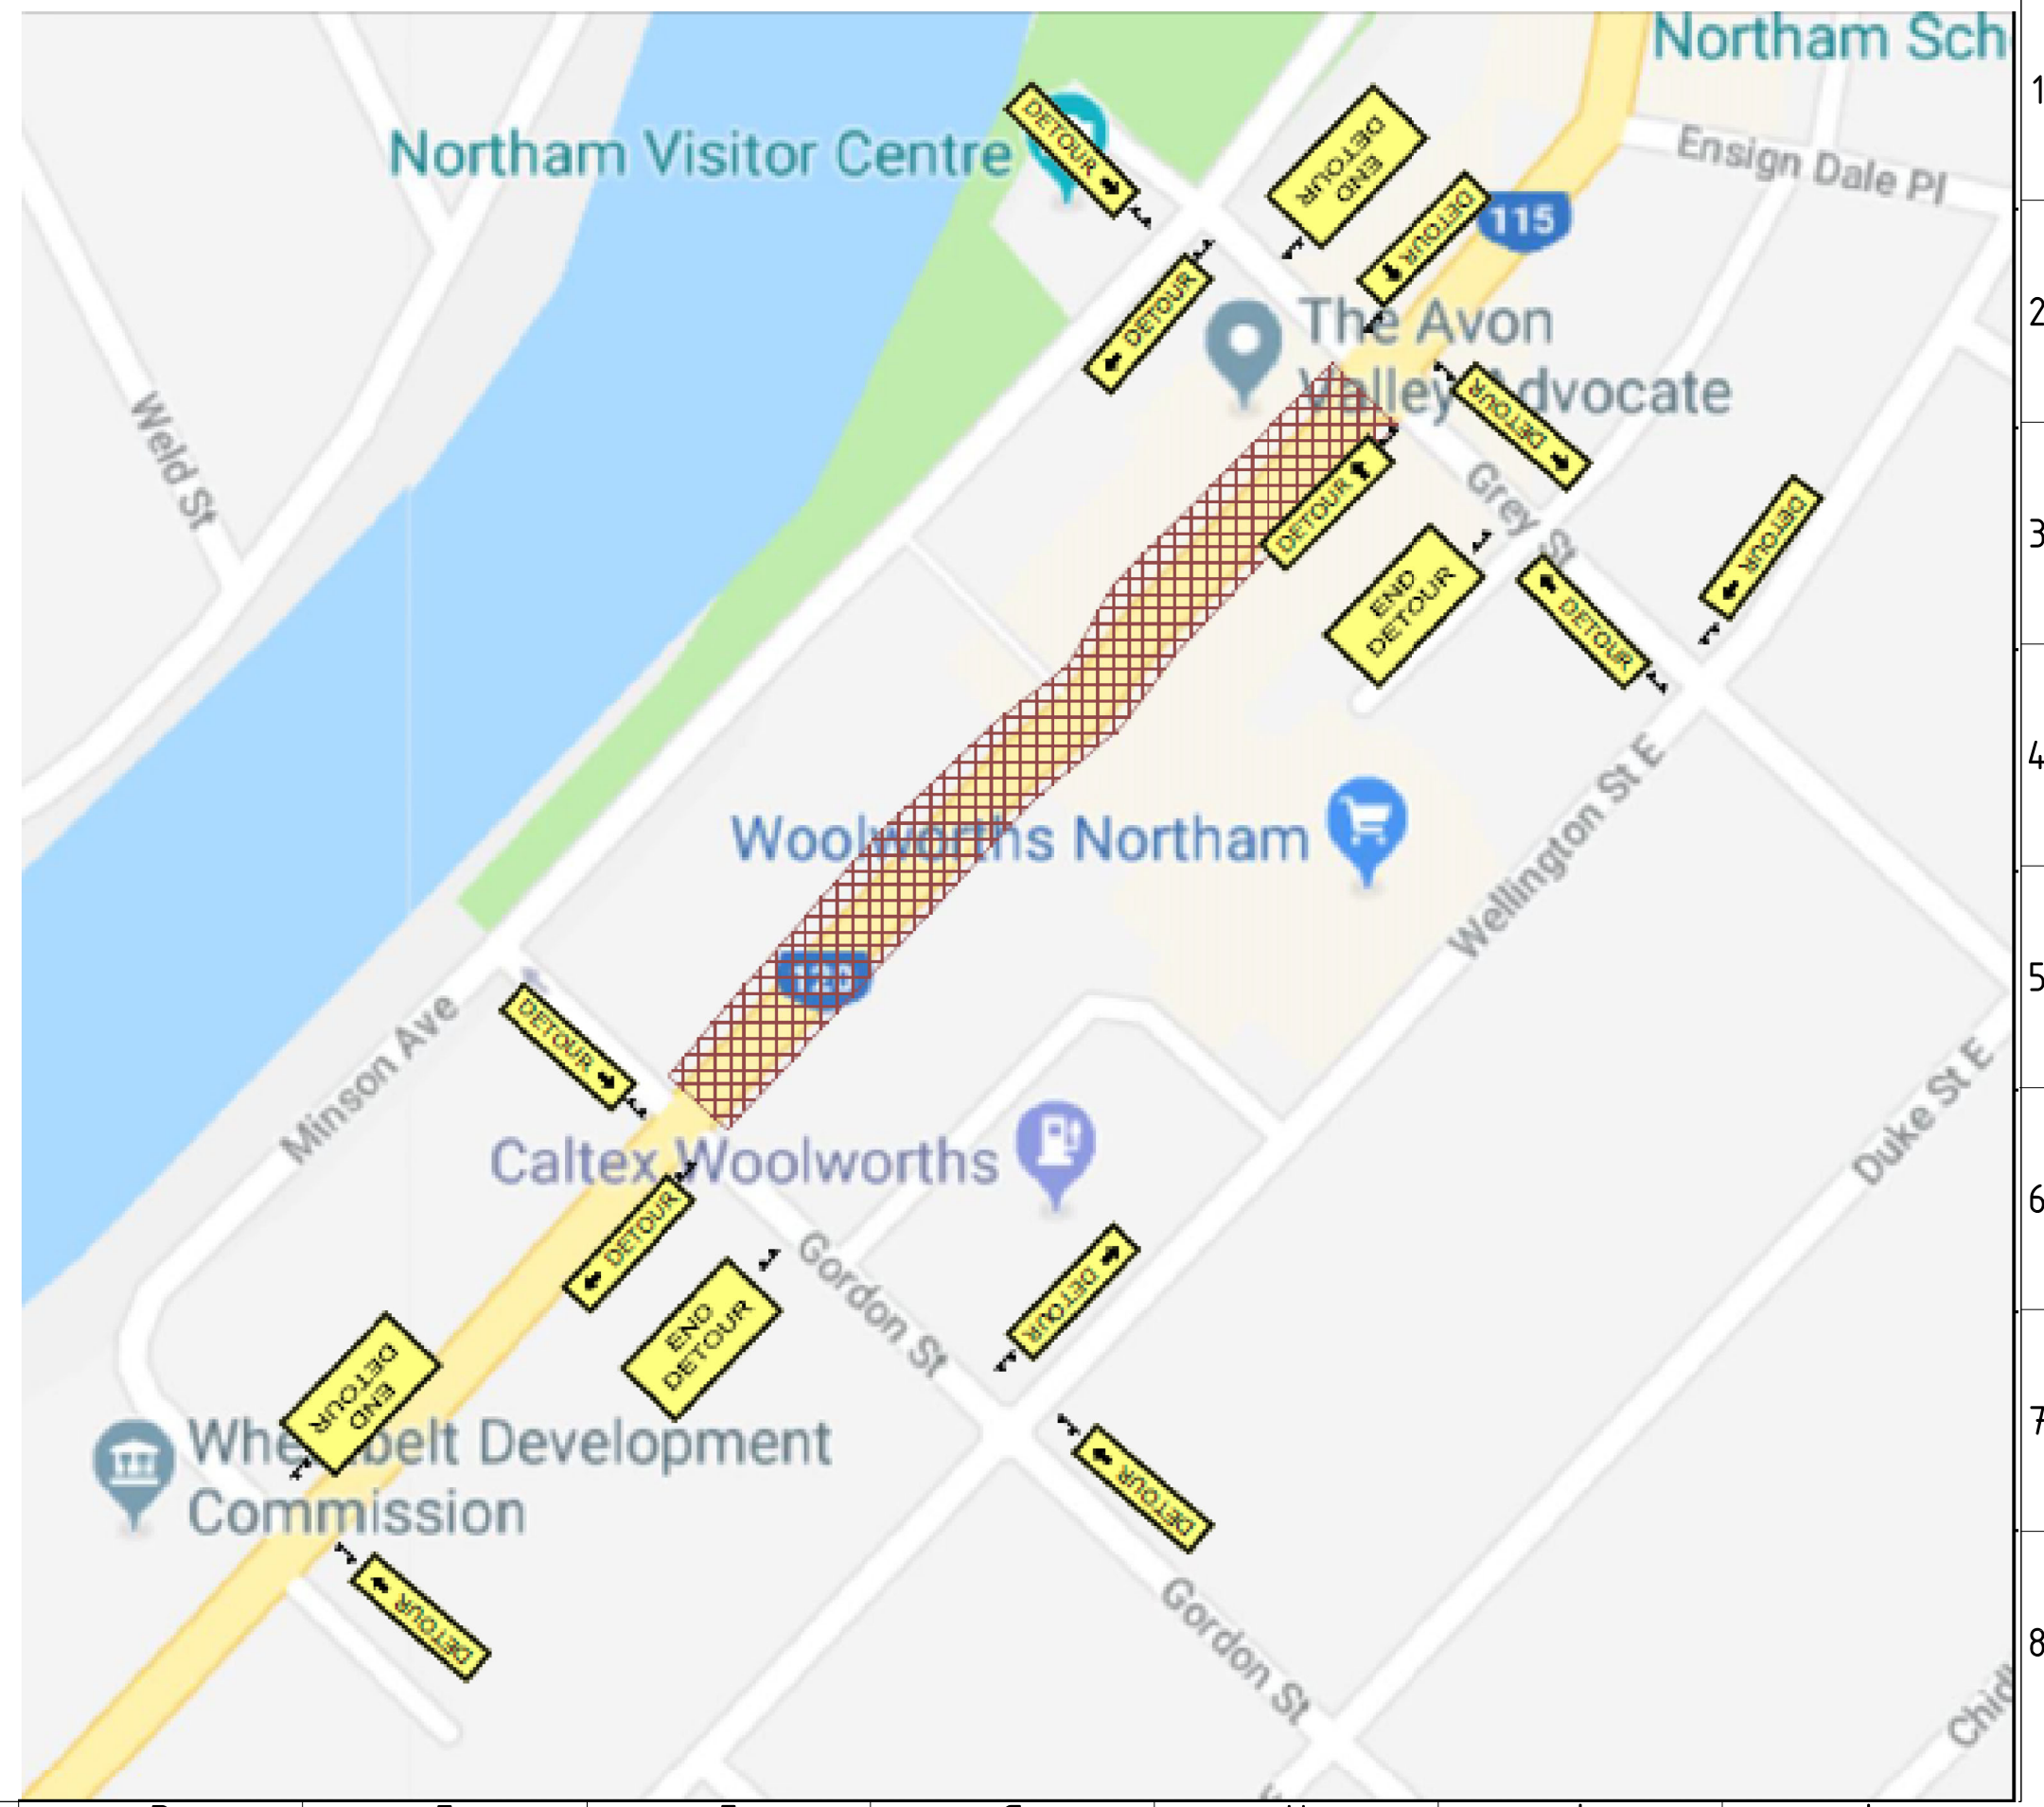 Northam Sch
1
Ensign Dale Pl
DETOUR
END
DETOUR
Northam Visitor Centre
DETOUR
115
DETOUR
2
The Avon
Valley Advocate
DETOUR
Weld St
Grey St
DETOUR
DETOUR
3
END
DETOUR
DETOUR
4
Wellington St E
Woolworths Northam
5
DETOUR
Minson Ave
Duke St E
Caltex Woolworths
6
DETOUR
Gordon St
DETOUR
END
DETOUR
END
DETOUR
7
Wheatbelt Development
Commission
DETOUR
DETOUR
8
Gordon St
Chid